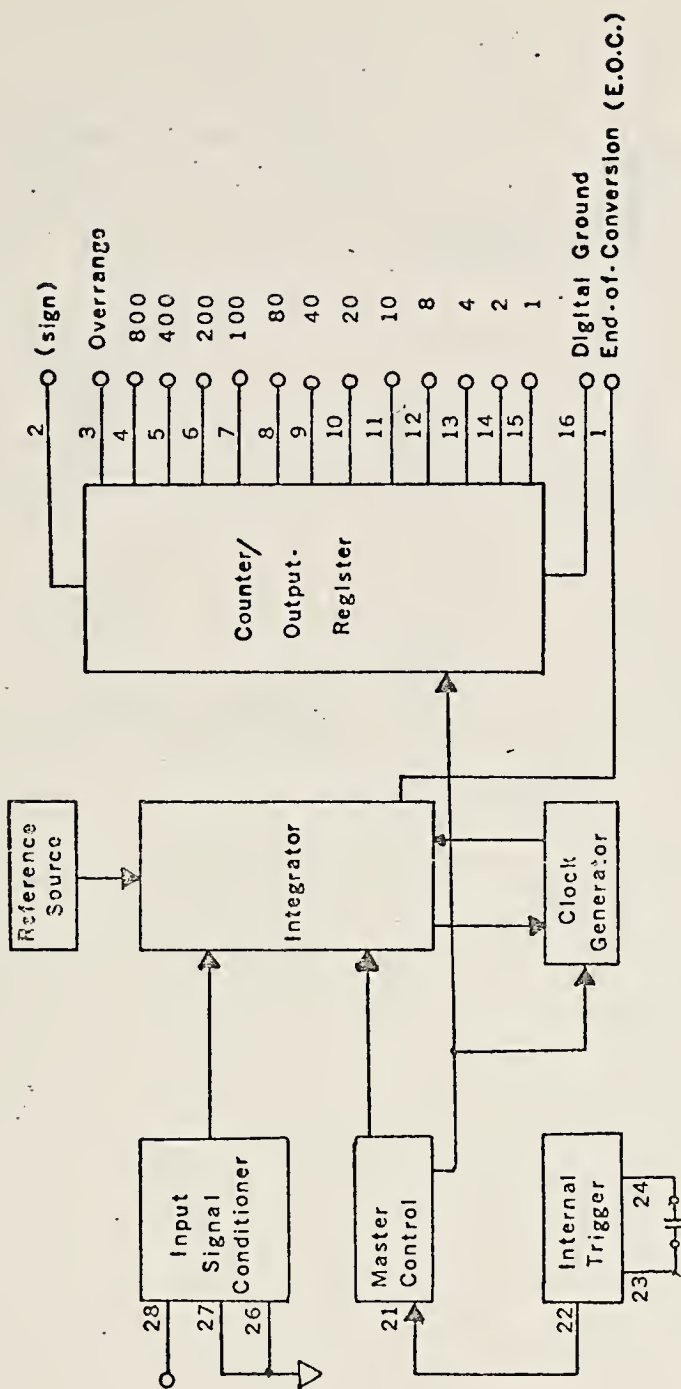 2
(sign)
3
Overrange
4
800
5
400
6
200
7
100
8
80
9
40
10
20
11
10
12
8
13
4
14
2
15
1
16
Digital Ground
1
End-of-Conversion (E.O.C.)
Counter/
Output-
Register
Reference
Source
Integrator
Clock
Generator
28
27
26
Input
Signal
Conditioner
21
Master
Control
22
Internal
Trigger
23
24